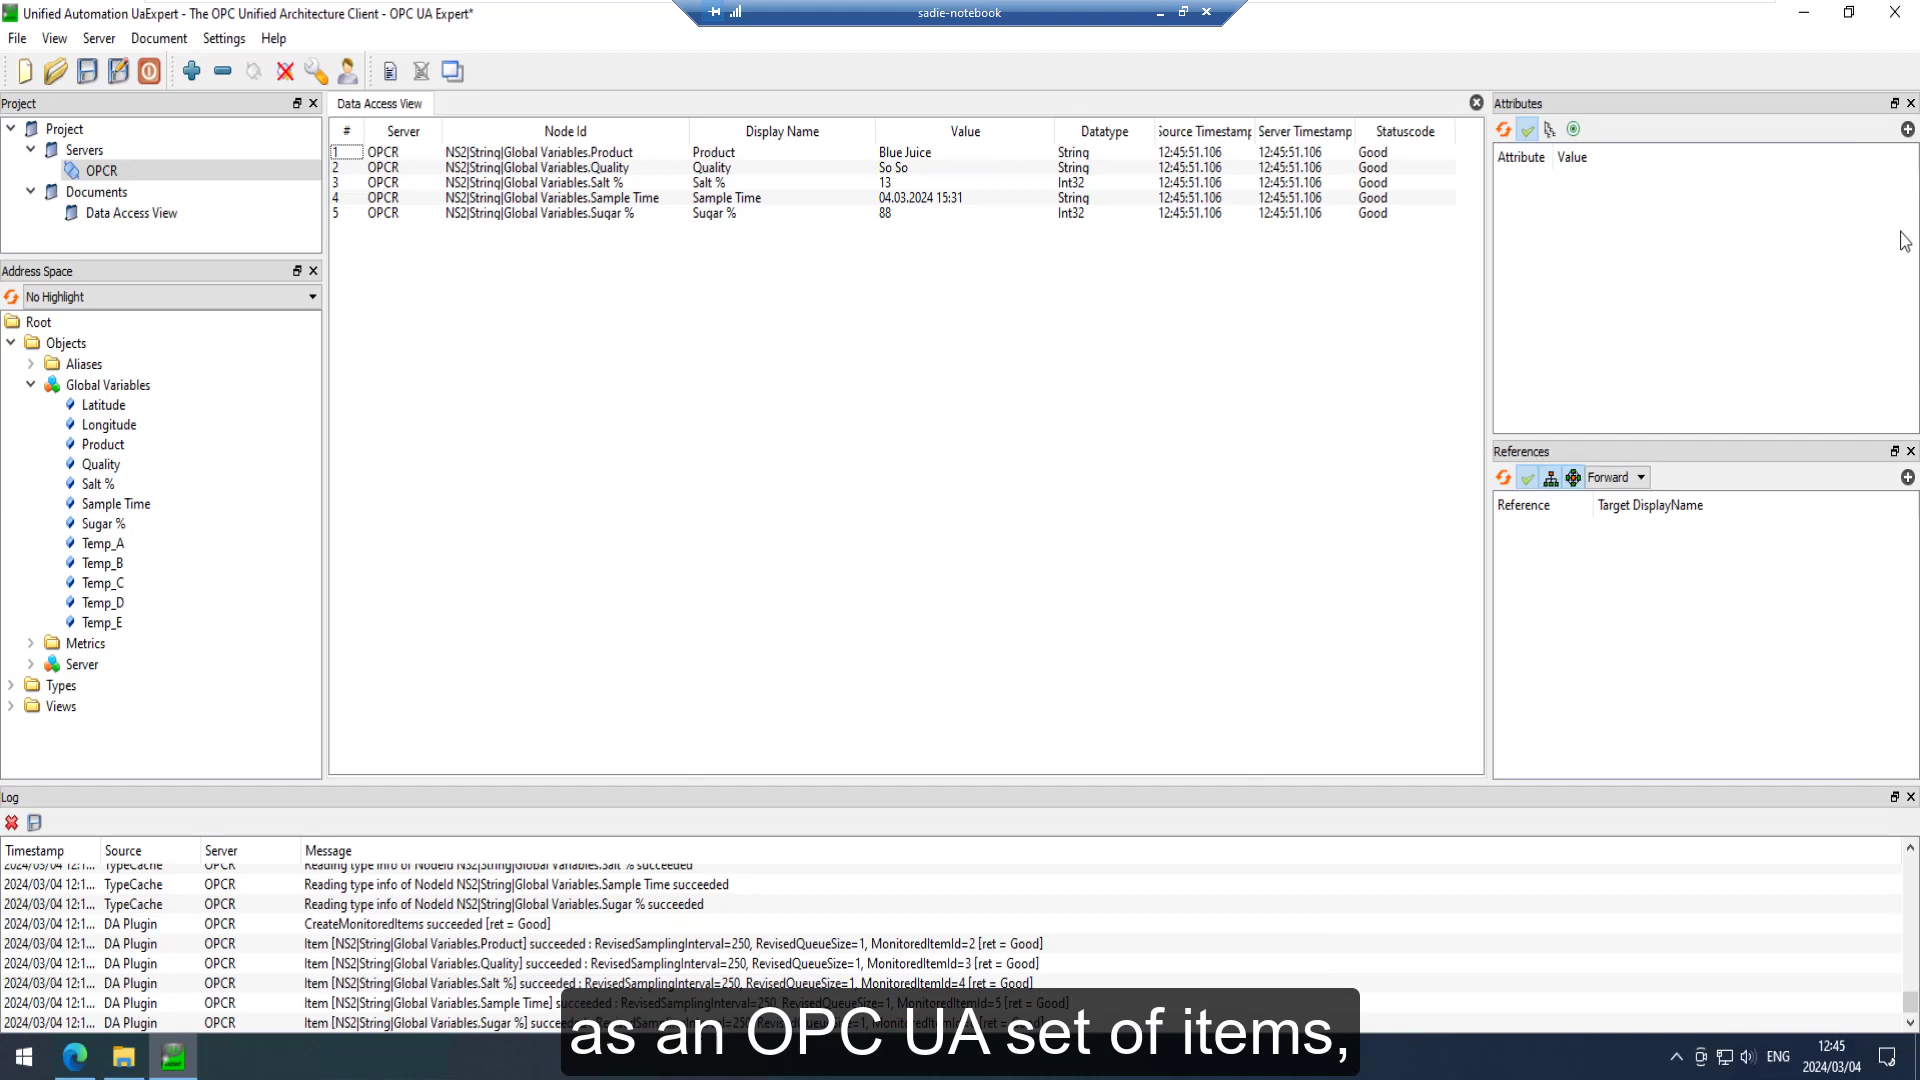 Unified Automation UaExpert - The OPC Unified Architecture Client - OPC UA Expert*
sadie-notebook
File View Server Document Settings Help
Project
Project
Servers
OPCR
Documents
Data Access View
Address Space
No Highlight
Root
Objects
Aliases
Global Variables
Latitude
Longitude
Product
Quality
Salt %
Sample Time
Sugar %
Temp_A
Temp_B
Temp_C
Temp_D
Temp_E
Metrics
Server
Types
Views
Data Access View
# Server Node Id Display Name Value Datatype Source Timestamp Server Timestamp Statuscode
1 OPCR NS2|String|Global Variables.Product Product Blue Juice String 12:45:51.106 12:45:51.106 Good
2 OPCR NS2|String|Global Variables.Quality Quality So So String 12:45:51.106 12:45:51.106 Good
3 OPCR NS2|String|Global Variables.Salt % Salt % 13 Int32 12:45:51.106 12:45:51.106 Good
4 OPCR NS2|String|Global Variables.Sample Time Sample Time 04.03.2024 15:31 String 12:45:51.106 12:45:51.106 Good
5 OPCR NS2|String|Global Variables.Sugar % Sugar % 88 Int32 12:45:51.106 12:45:51.106 Good
Attributes
Attribute Value
References
Forward
Reference Target DisplayName
Log
Timestamp Source Server Message
2024/03/04 12:1... TypeCache OPCR Reading type info of NodeId NS2|String|Global Variables.Salt % succeeded
2024/03/04 12:1... TypeCache OPCR Reading type info of NodeId NS2|String|Global Variables.Sample Time succeeded
2024/03/04 12:1... TypeCache OPCR Reading type info of NodeId NS2|String|Global Variables.Sugar % succeeded
2024/03/04 12:1... DA Plugin OPCR CreateMonitoredItems succeeded [ret = Good]
2024/03/04 12:1... DA Plugin OPCR Item [NS2|String|Global Variables.Product] succeeded : RevisedSamplingInterval=250, RevisedQueueSize=1, MonitoredItemId=2 [ret = Good]
2024/03/04 12:1... DA Plugin OPCR Item [NS2|String|Global Variables.Quality] succeeded : RevisedSamplingInterval=250, RevisedQueueSize=1, MonitoredItemId=3 [ret = Good]
2024/03/04 12:1... DA Plugin OPCR Item [NS2|String|Global Variables.Salt %] succeeded : RevisedSamplingInterval=250, RevisedQueueSize=1, MonitoredItemId=4 [ret = Good]
2024/03/04 12:1... DA Plugin OPCR Item [NS2|String|Global Variables.Sample Time] succeeded : RevisedSamplingInterval=250, RevisedQueueSize=1, MonitoredItemId=5 [ret = Good]
2024/03/04 12:1... DA Plugin OPCR Item [NS2|String|Global Variables.Sugar %]
as an OPC UA set of items,
ENG
12:45
2024/03/04